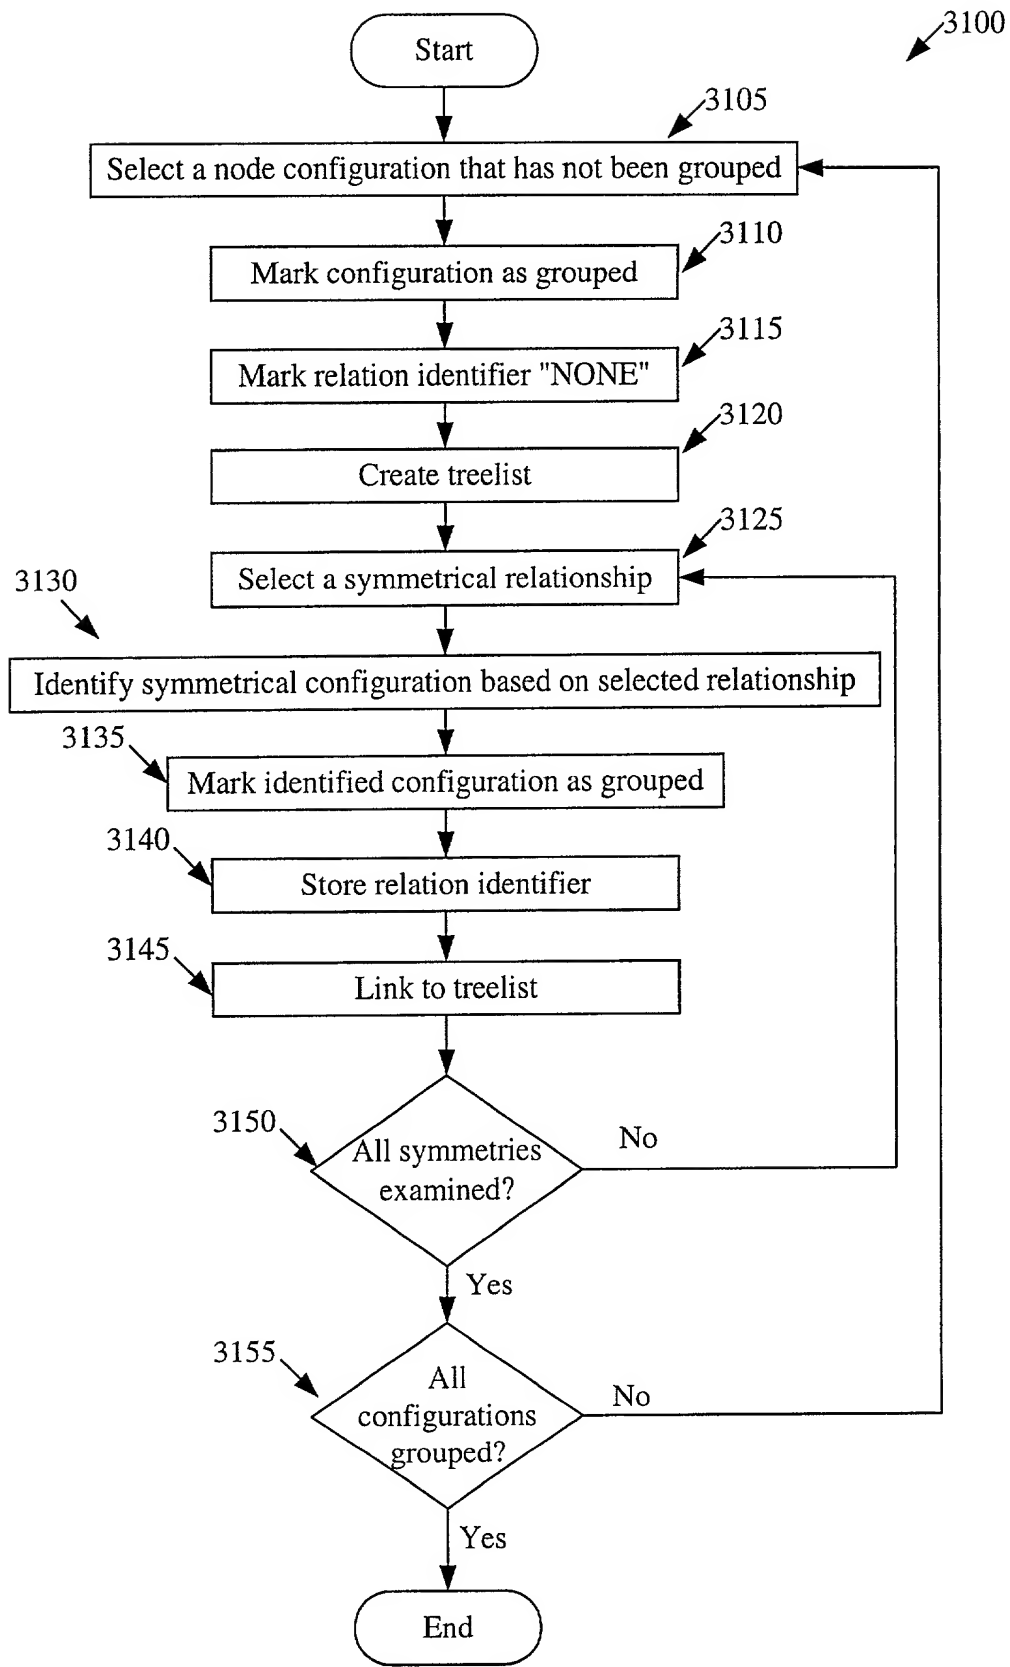 3100
Start
3105
Select a node configuration that has not been grouped
3110
Mark configuration as grouped
3115
Mark relation identifier "NONE"
3120
Create treelist
3125
Select a symmetrical relationship
3130
Identify symmetrical configuration based on selected relationship
3135
Mark identified configuration as grouped
3140
Store relation identifier
3145
Link to treelist
3150
All symmetries
examined?
No
Yes
3155
All
configurations
grouped?
No
Yes
End